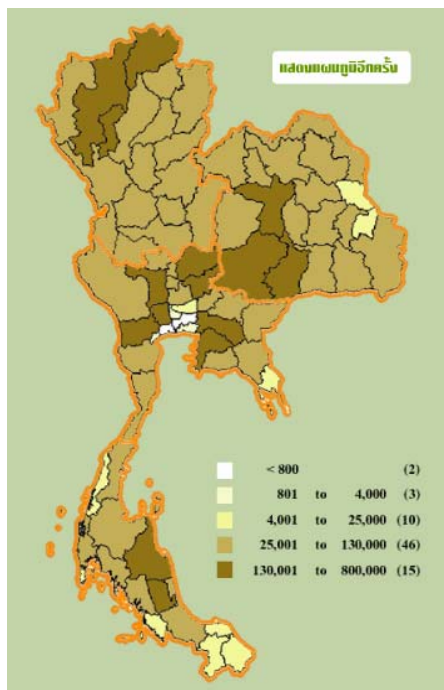 แสดงแผนภูมิอีกครั้ง
< 800 (2)
801 to 4,000 (3)
4,001 to 25,000 (10)
25,001 to 130,000 (46)
130,001 to 800,000 (15)